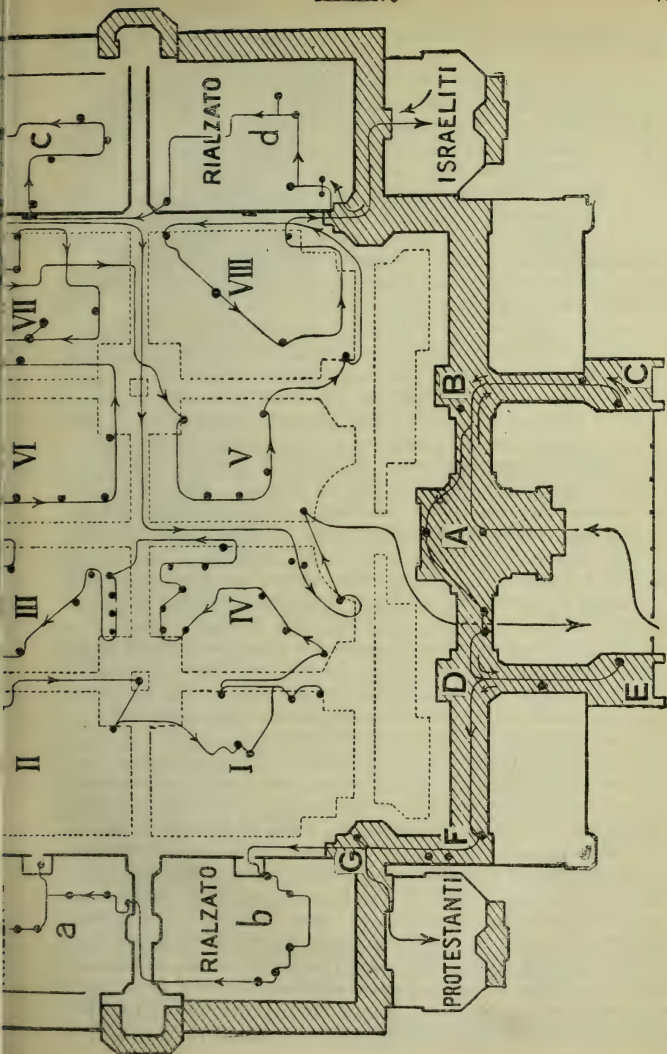 II III VI VII
a c
RIALZATO RIALZATO
b I IV V VIII d
G
PROTESTANTI ISRAELITI
F D A B
E C